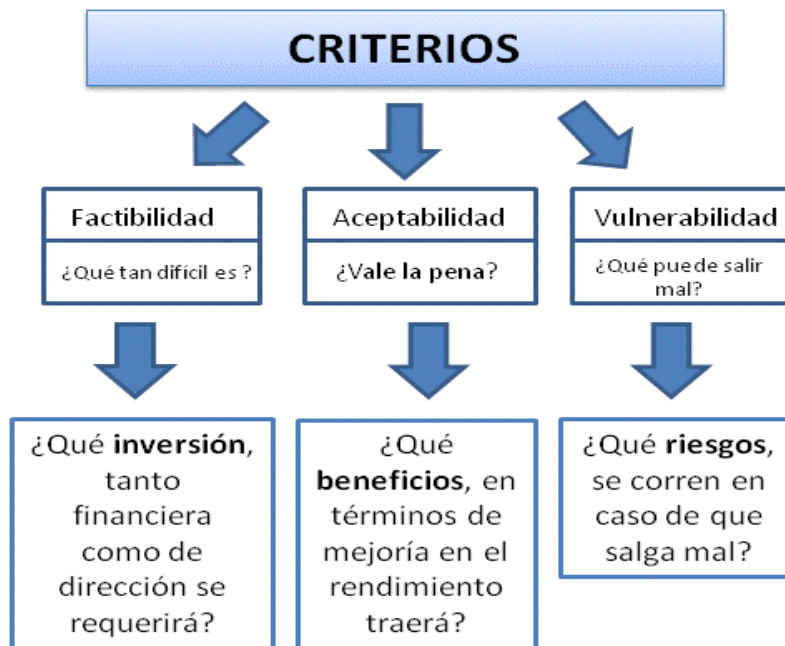 CRITERIOS
Factibilidad
¿Qué tan difícil es ?
Aceptabilidad
¿Vale la pena?
Vulnerabilidad
¿Qué puede salir
mal?
¿Qué inversión,
tanto
financiera
como de
dirección se
requerirá?
¿Qué
beneficios, en
términos de
mejoría en el
rendimiento
traerá?
¿Qué riesgos,
se corren en
caso de que
salga mal?